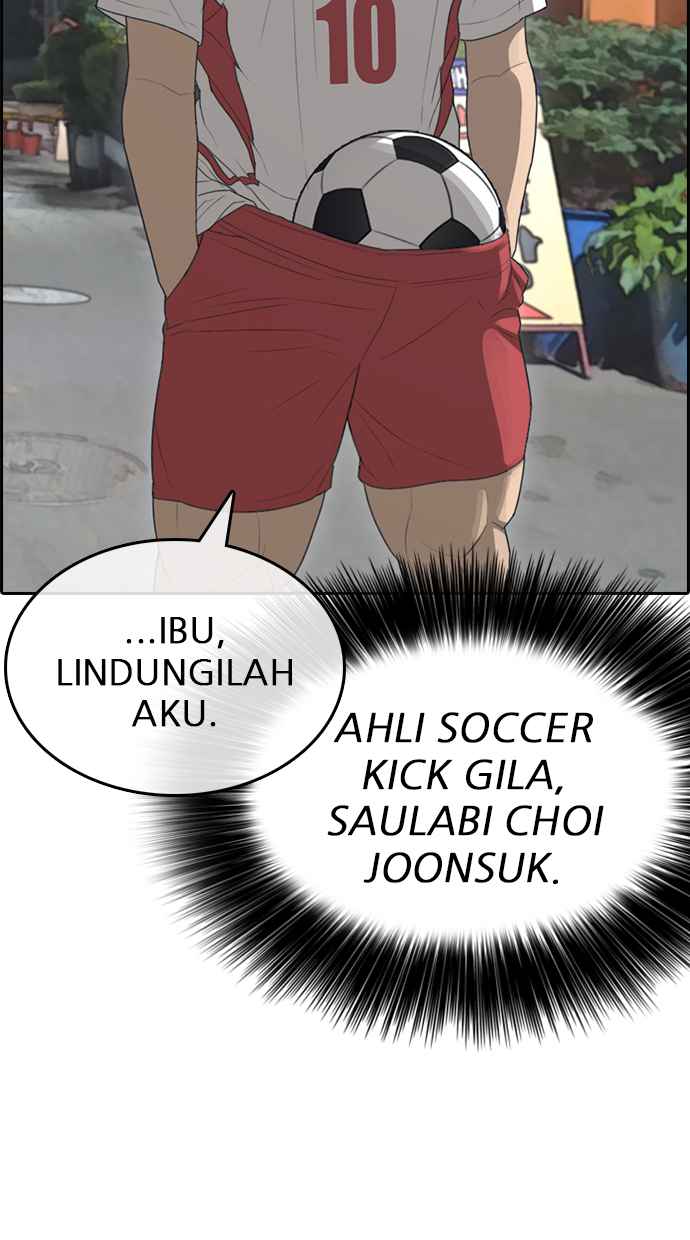 10
...IBU,
LINDUNGILAH
AKU.
AHLI SOCCER
KICK GILA,
SAULABI CHOI
JOONSUK.